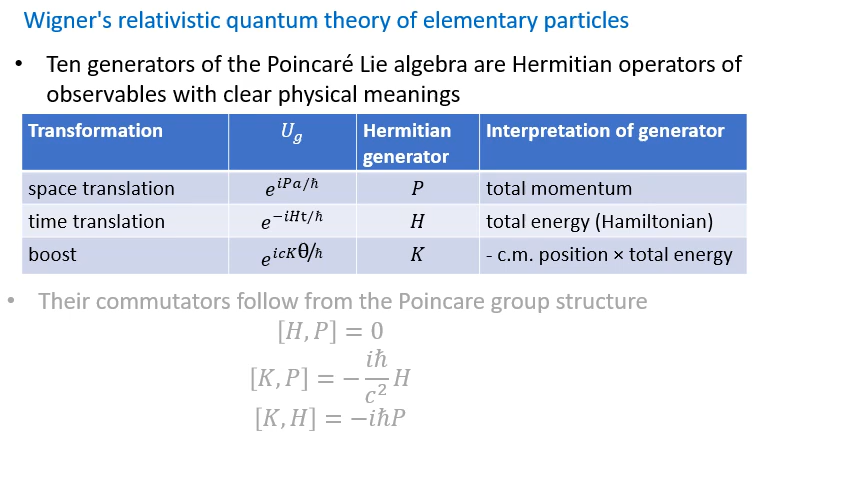 Wigner's relativistic quantum theory of elementary particles
• Ten generators of the Poincaré Lie algebra are Hermitian operators of
observables with clear physical meanings
Transformation U_g Hermitian generator Interpretation of generator
space translation e^{iPa/ℏ} P total momentum
time translation e^{−iHt/ℏ} H total energy (Hamiltonian)
boost e^{icKθ/ℏ} K - c.m. position × total energy
• Their commutators follow from the Poincare group structure
[H, P] = 0
[K, P] = −\frac{iℏ}{c^2} H
[K, H] = −iℏP